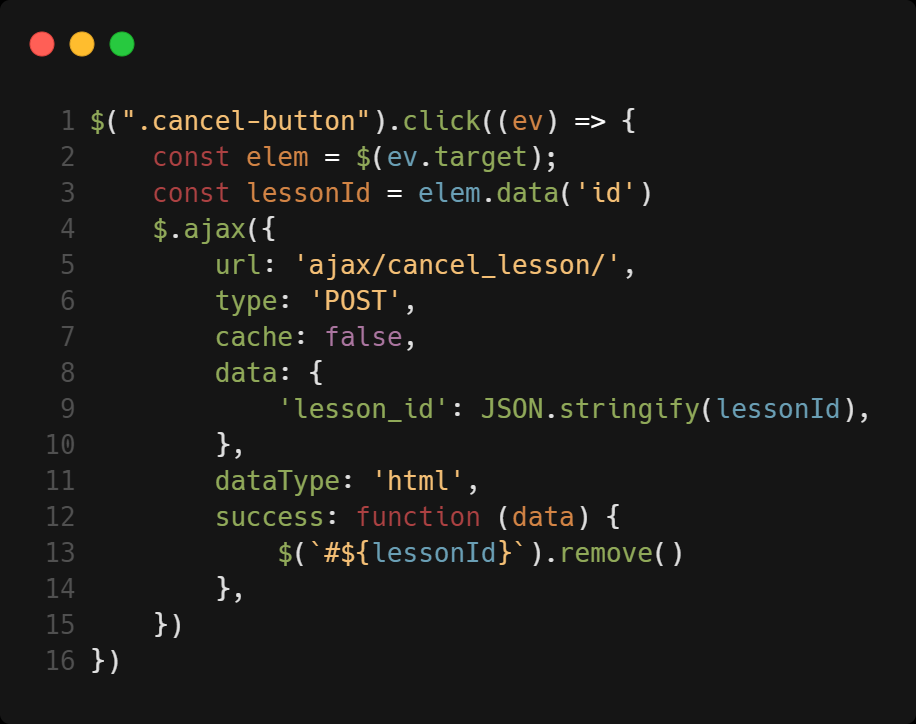 1 $(".cancel-button").click((ev) => {
2     const elem = $(ev.target);
3     const lessonId = elem.data('id')
4     $.ajax({
5         url: 'ajax/cancel_lesson/',
6         type: 'POST',
7         cache: false,
8         data: {
9             'lesson_id': JSON.stringify(lessonId),
10         },
11         dataType: 'html',
12         success: function (data) {
13             $(`#${lessonId}`).remove()
14         },
15     })
16 })